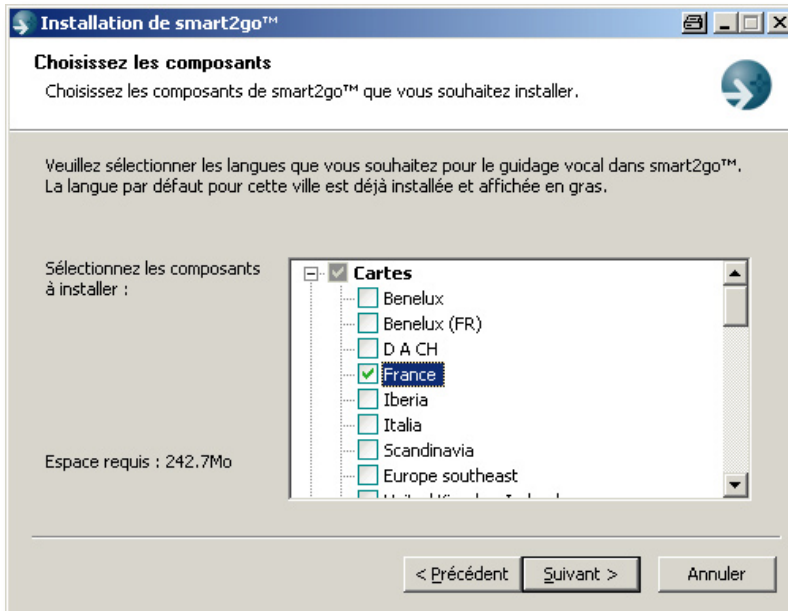 Installation de smart2go™
Choisissez les composants
Choisissez les composants de smart2go™ que vous souhaitez installer.
Veuillez sélectionner les langues que vous souhaitez pour le guidage vocal dans smart2go™.
La langue par défaut pour cette ville est déjà installée et affichée en gras.
Sélectionnez les composants
à installer :
Cartes
Benelux
Benelux (FR)
D A CH
France
Iberia
Italia
Scandinavia
Europe southeast
Espace requis : 242.7Mo
< Précédent
Suivant >
Annuler